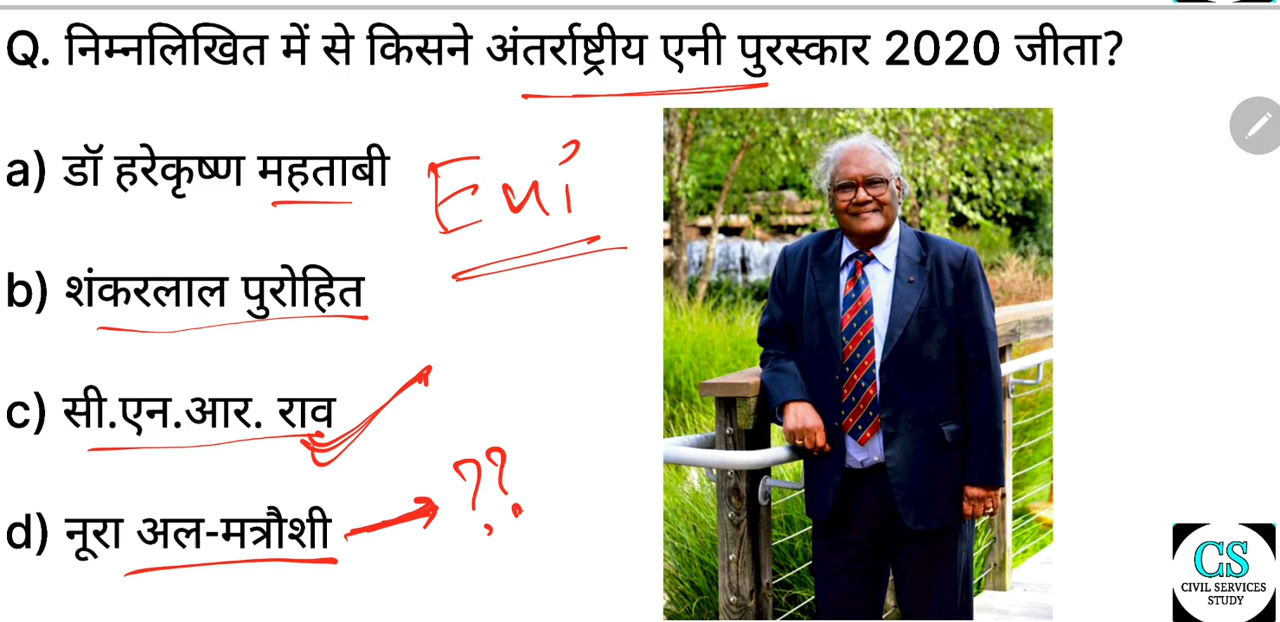 Q. निम्नलिखित में से किसने अंतर्राष्ट्रीय एनी पुरस्कार 2020 जीता?
a) डॉ हरेकृष्ण महताबी
Eni
b) शंकरलाल पुरोहित
c) सी.एन.आर. राव
d) नूरा अल-मत्रौशी
??
CS
CIVIL SERVICES
STUDY